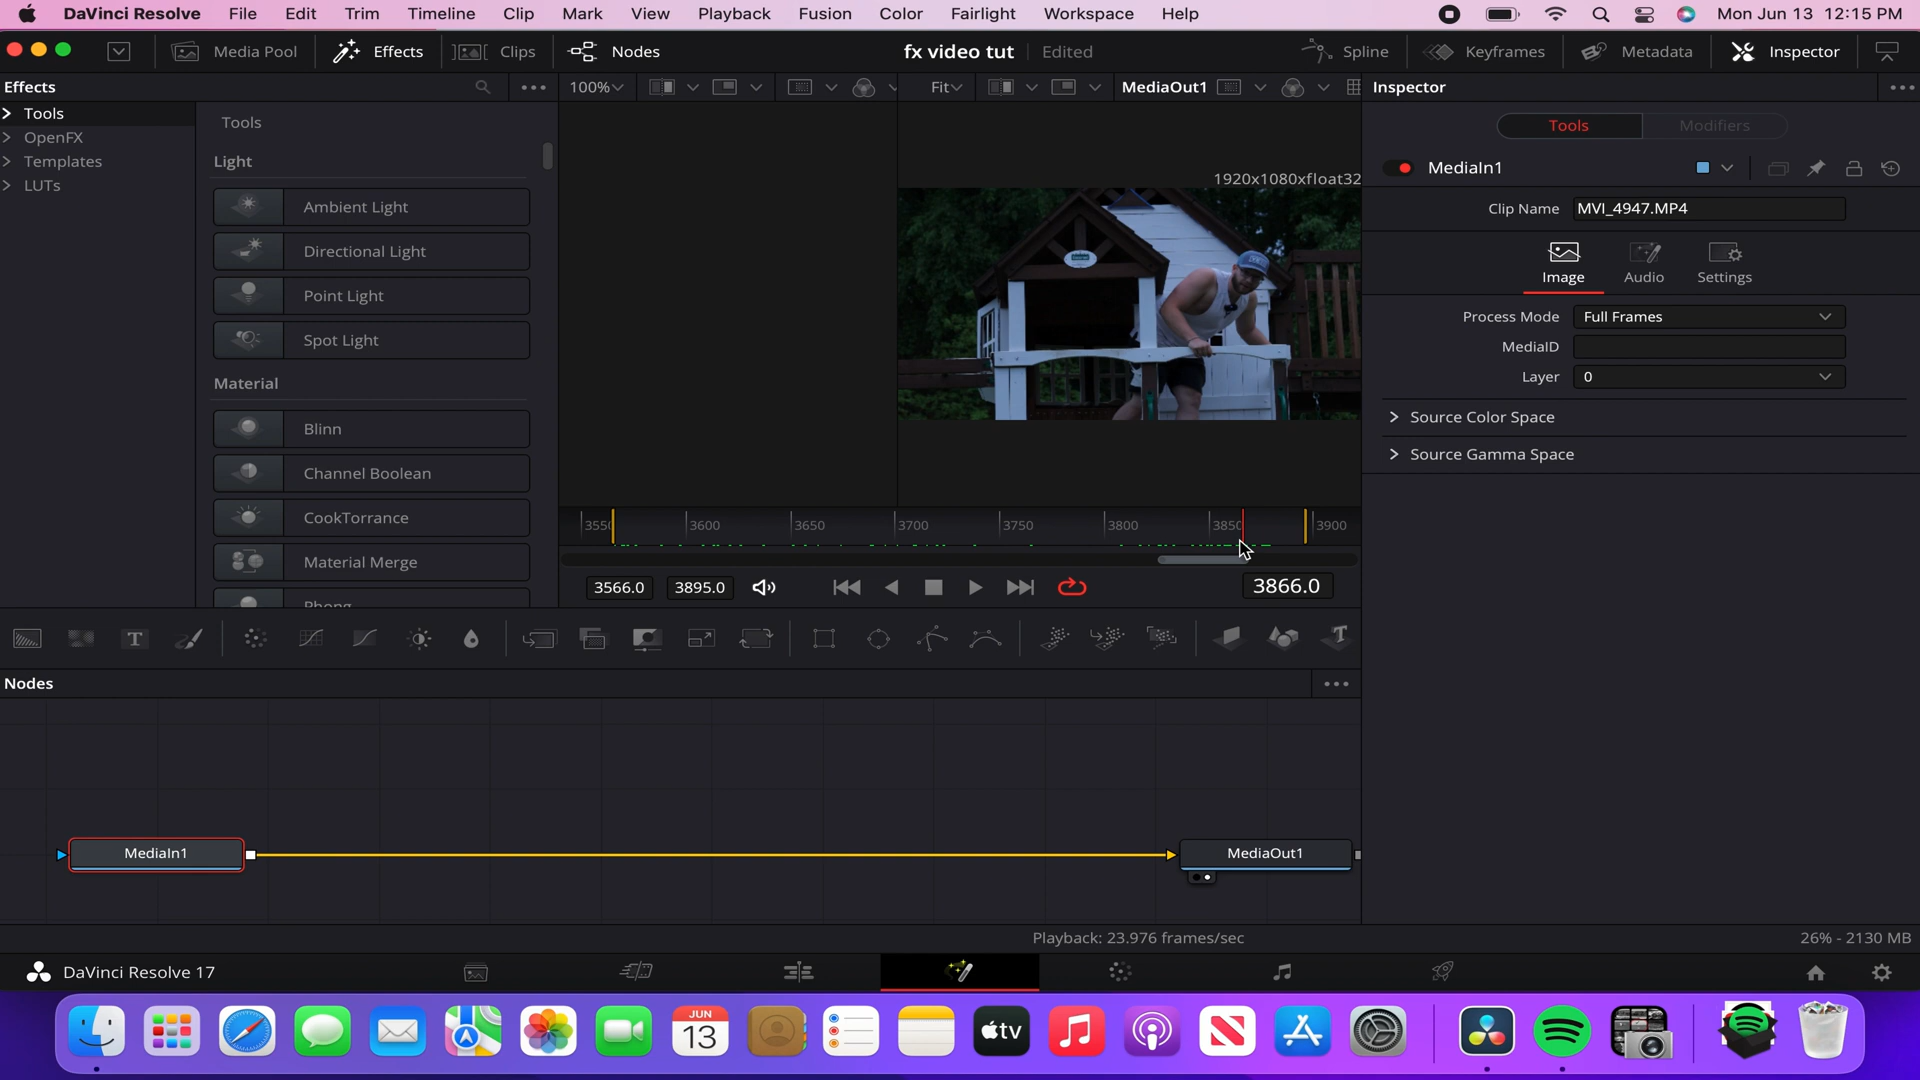 DaVinci Resolve File Edit Trim Timeline Clip Mark View Playback Fusion Color Fairlight Workspace Help Mon Jun 13 12:15 PM
Media Pool Effects Clips Nodes fx video tut Edited Spline Keyframes Metadata Inspector
Effects 100% Fit MediaOut1 Inspector
Tools
OpenFX
Templates
LUTs
Tools
Light
Ambient Light
Directional Light
Point Light
Spot Light
Material
Blinn
Channel Boolean
CookTorrance
Material Merge
Phong
1920x1080xfloat32
3550 3600 3650 3700 3750 3800 3850 3900
3566.0 3895.0 3866.0
Tools Modifiers
MediaIn1
Clip Name MVI_4947.MP4
Image Audio Settings
Process Mode Full Frames
MediaID
Layer 0
Source Color Space
Source Gamma Space
Nodes
MediaIn1 MediaOut1
Playback: 23.976 frames/sec 26% - 2130 MB
DaVinci Resolve 17
JUN
13
tv